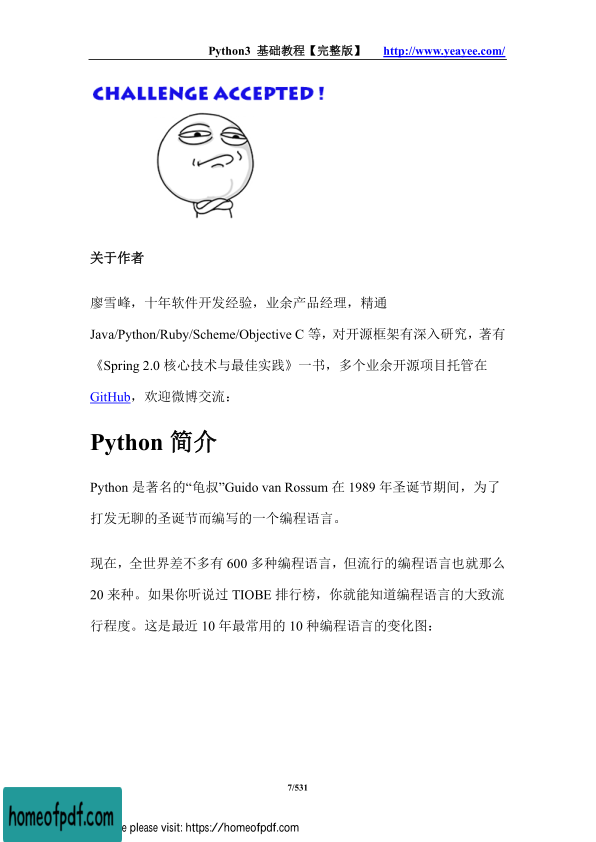 Python3 基础教程【完整版】 http://www.yeayee.com/
CHALLENGE ACCEPTED!
关于作者
廖雪峰，十年软件开发经验，业余产品经理，精通
Java/Python/Ruby/Scheme/Objective C 等，对开源框架有深入研究，著有
《Spring 2.0 核心技术与最佳实践》一书，多个业余开源项目托管在
GitHub，欢迎微博交流：
Python 简介
Python 是著名的“龟叔”Guido van Rossum 在 1989 年圣诞节期间，为了
打发无聊的圣诞节而编写的一个编程语言。
现在，全世界差不多有 600 多种编程语言，但流行的编程语言也就那么
20 来种。如果你听说过 TIOBE 排行榜，你就能知道编程语言的大致流
行程度。这是最近 10 年最常用的 10 种编程语言的变化图：
7/531
homeofpdf.com
e please visit: https://homeofpdf.com